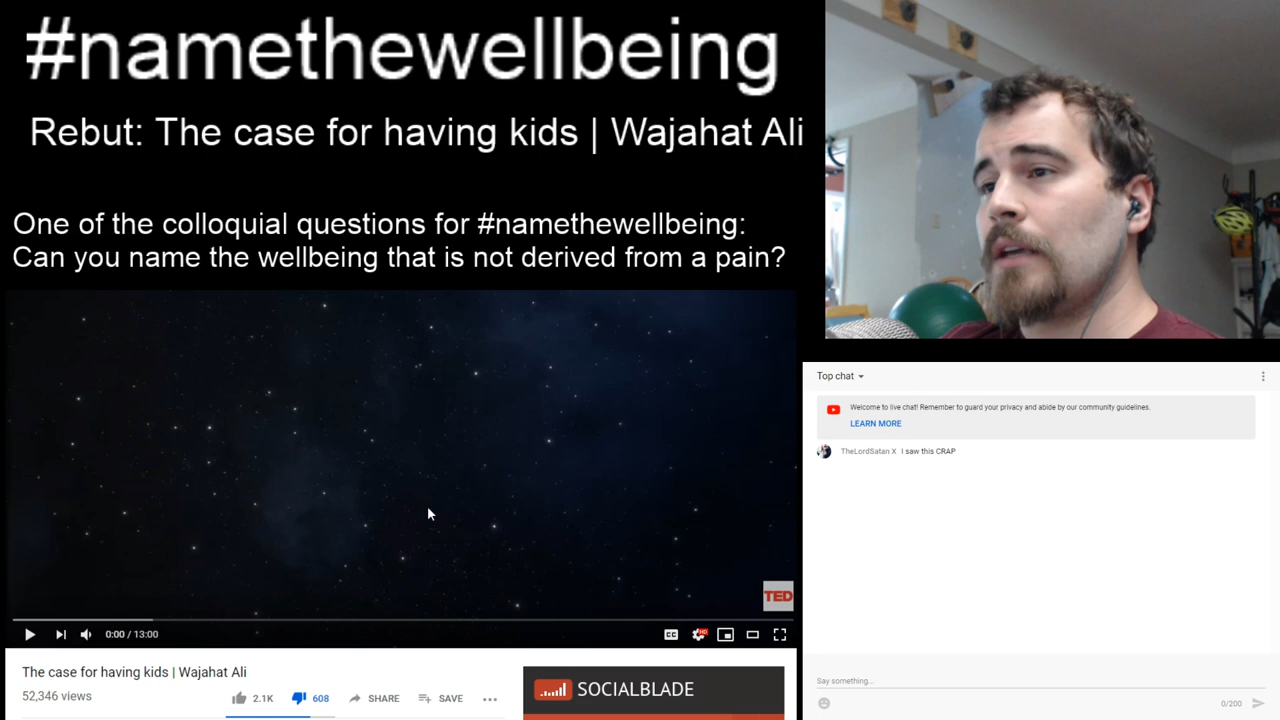 #namethewellbeing
Rebut: The case for having kids | Wajahat Ali
One of the colloquial questions for #namethewellbeing:
Can you name the wellbeing that is not derived from a pain?
TED
0:00 / 13:00
CC
HD
The case for having kids | Wajahat Ali
52,346 views
2.1K
608
SHARE
SAVE
SOCIALBLADE
Top chat
Welcome to live chat! Remember to guard your privacy and abide by our community guidelines.
LEARN MORE
TheLordSatan X I saw this CRAP
Say something...
0/200